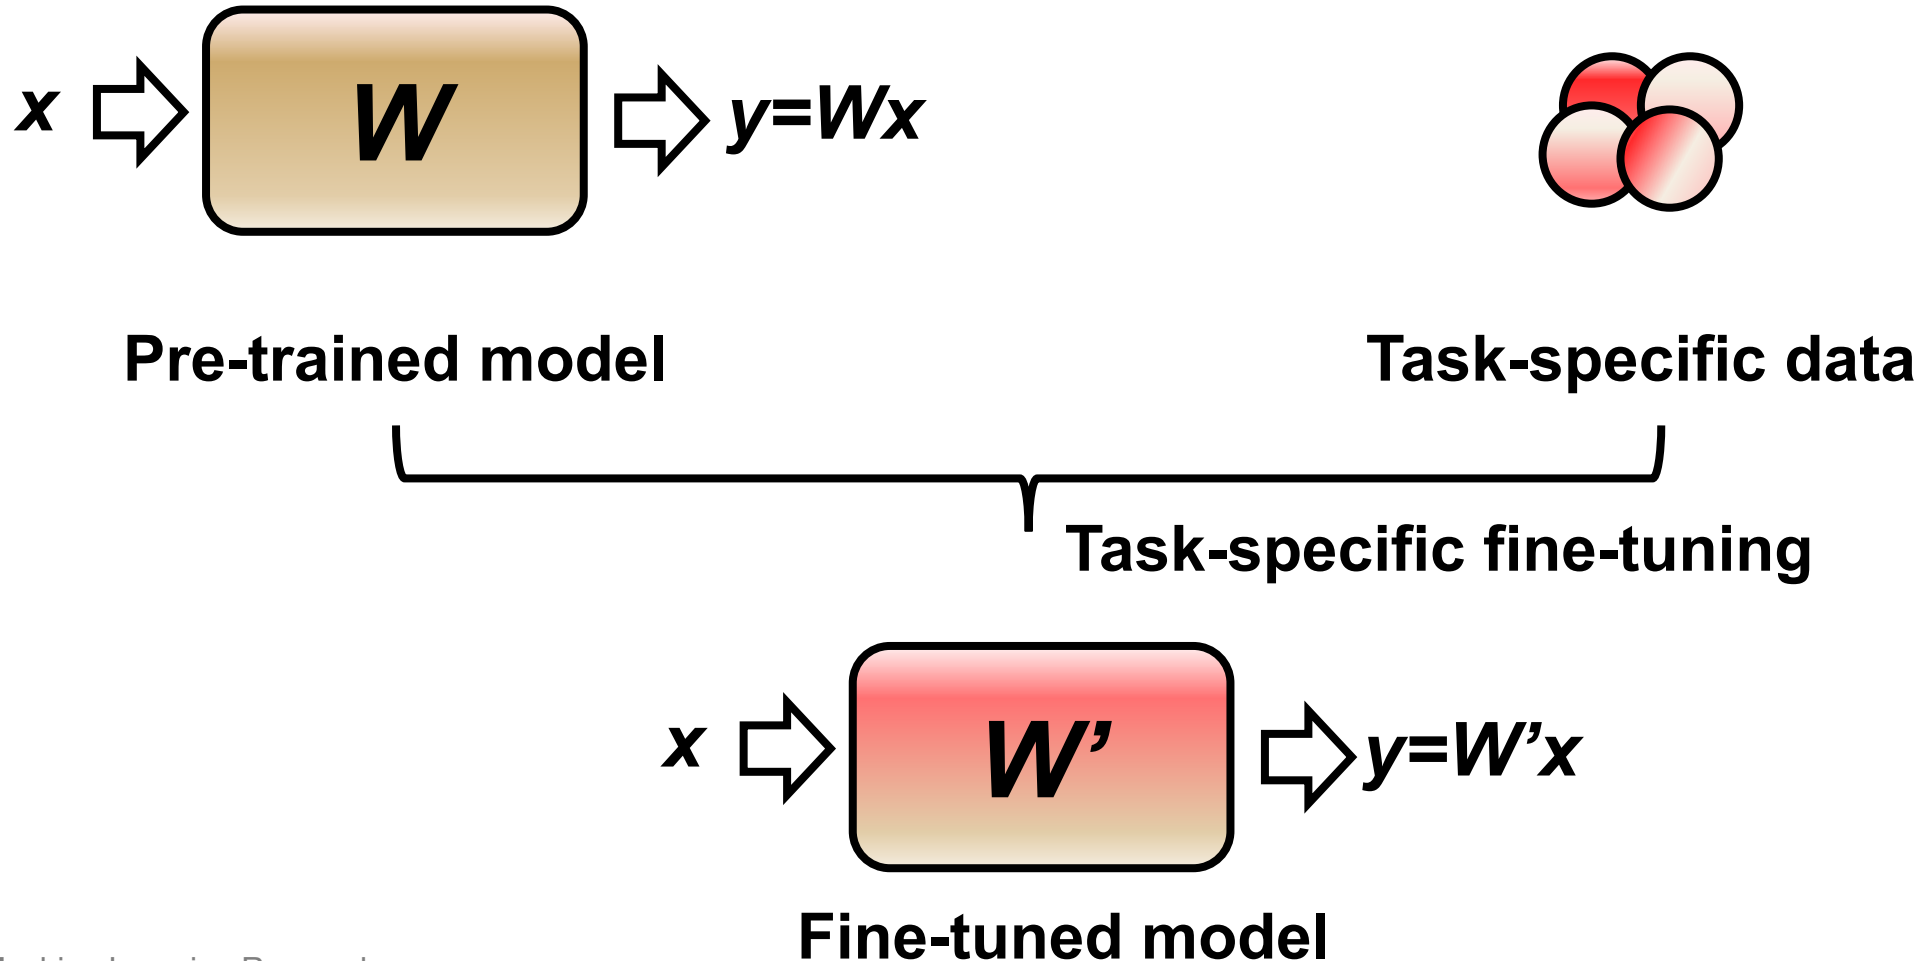 x
W
y=Wx
Pre-trained model
Task-specific data
Task-specific fine-tuning
x
W’
y=W’x
Fine-tuned model